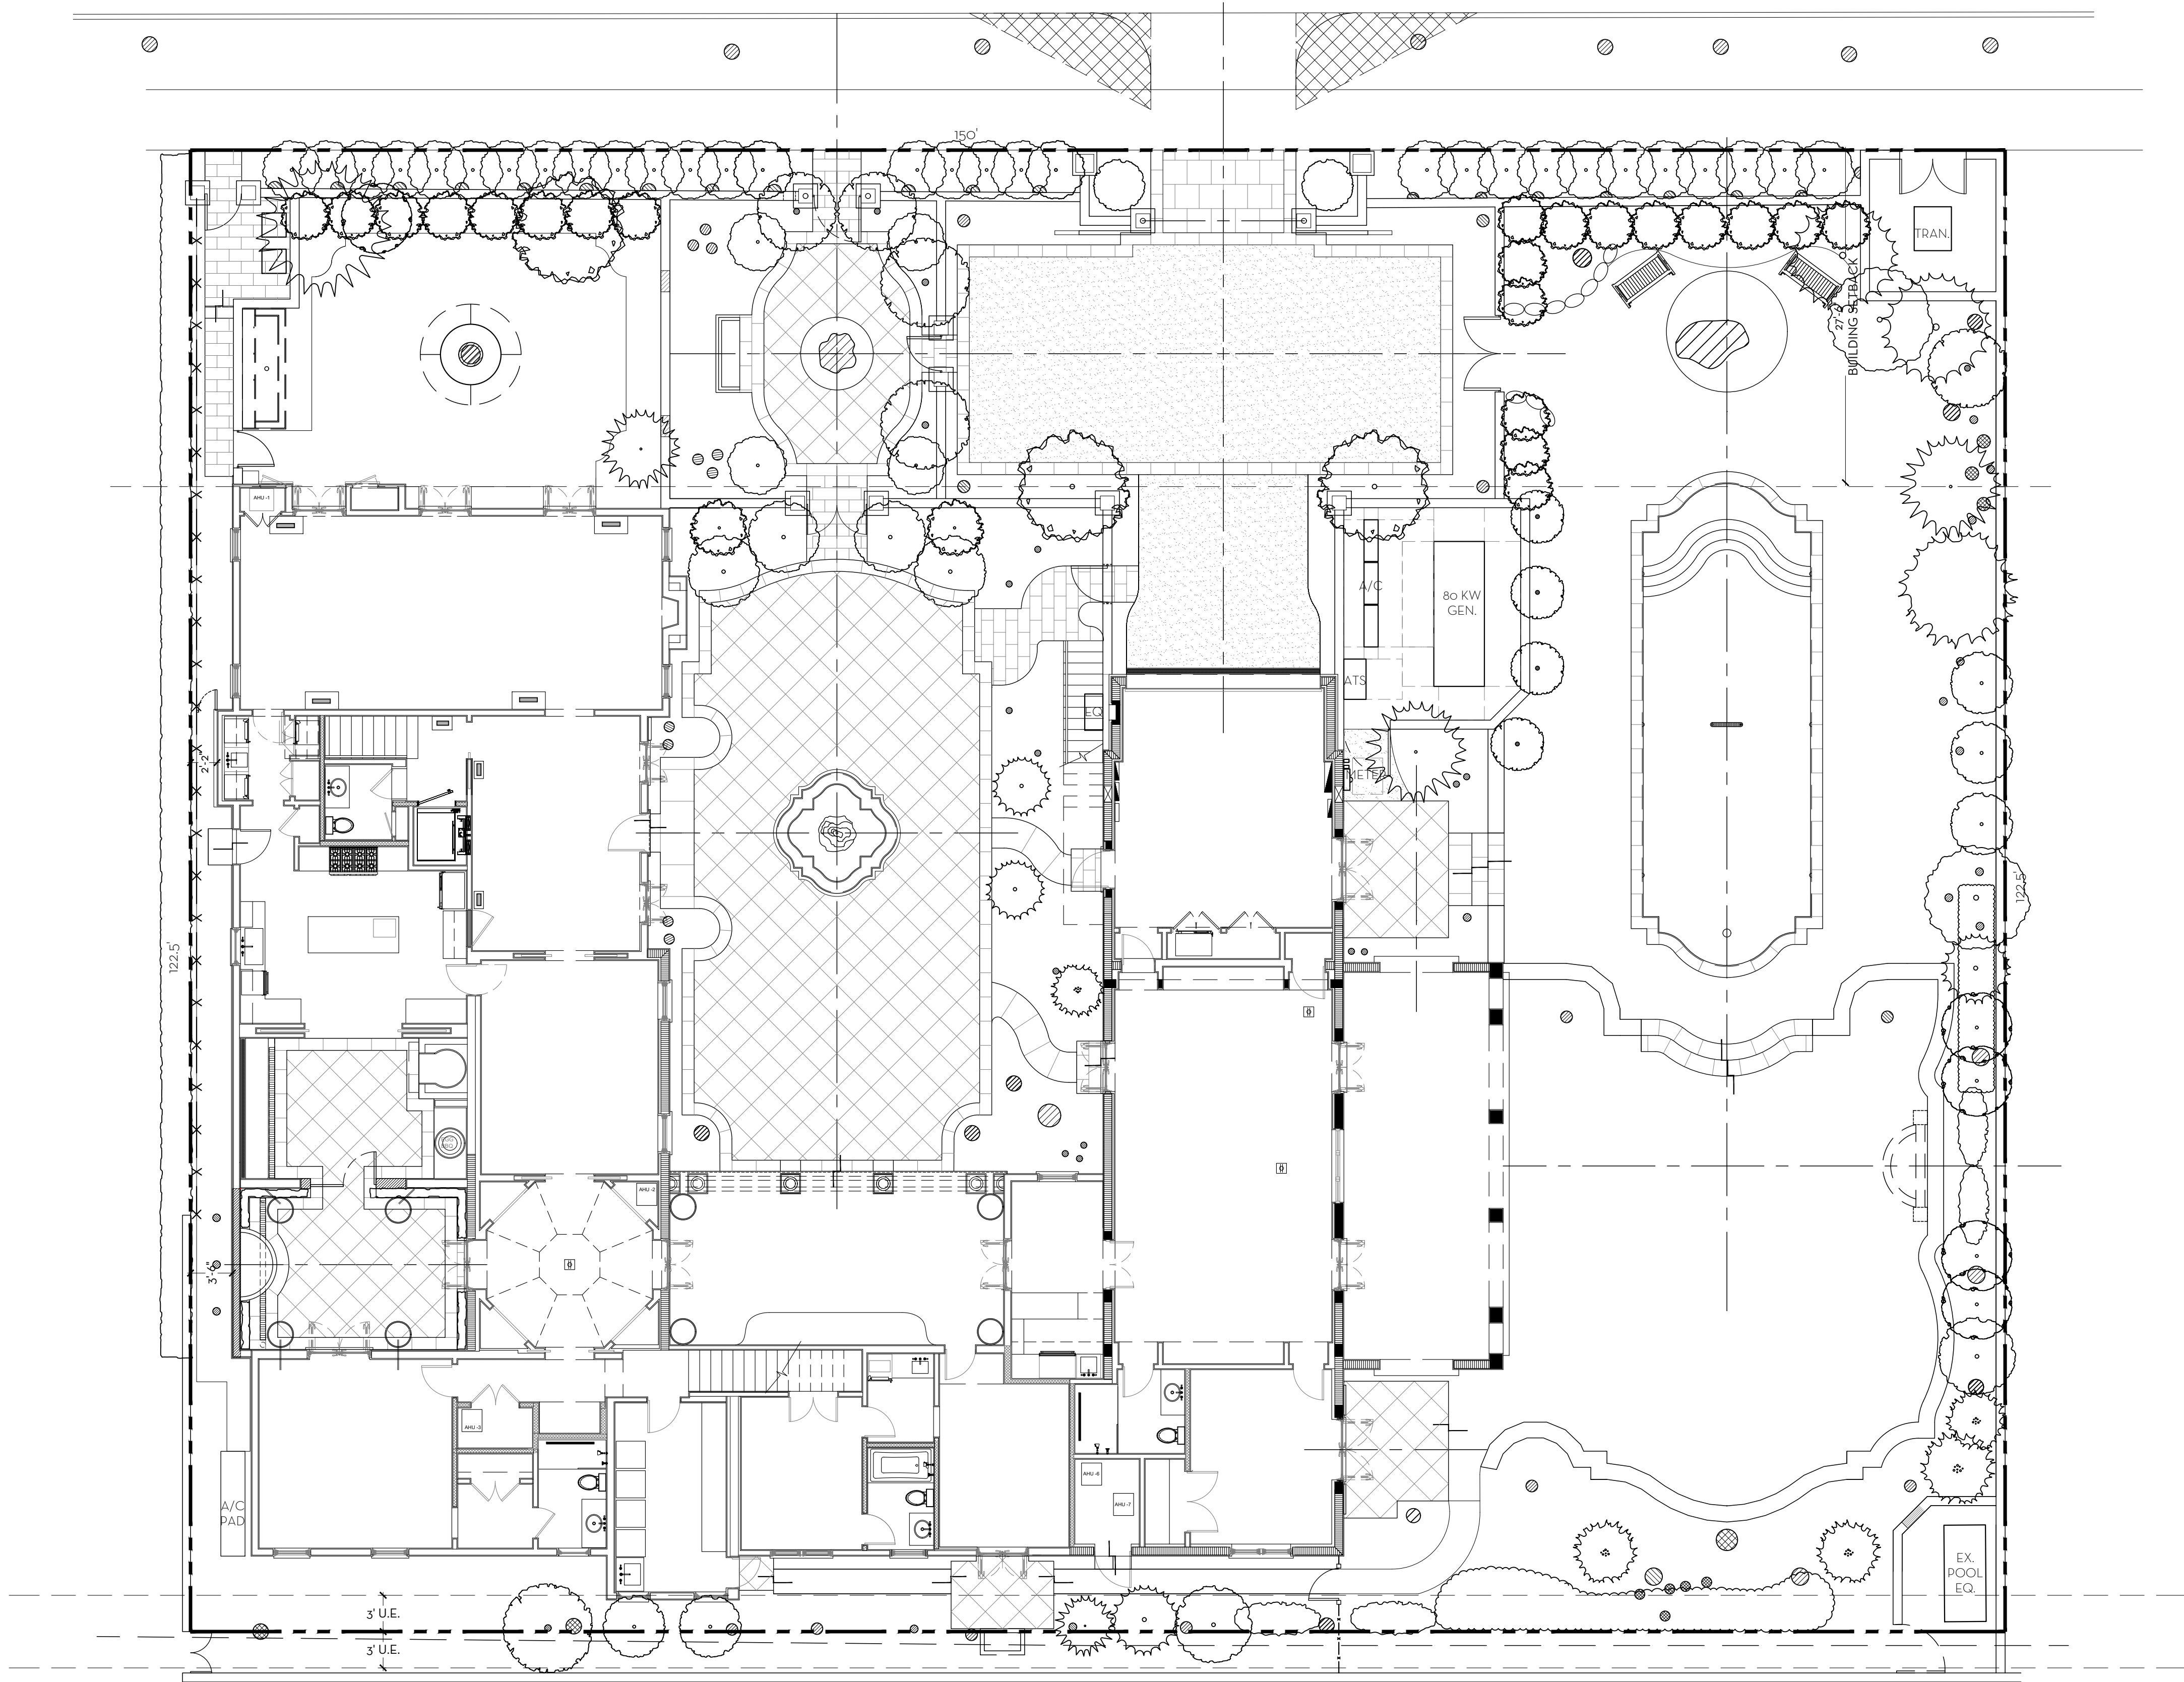 150'
TRAN.
27'-6"
BUILDING SETBACK
AHU -1
A/C
80 KW
GEN.
ATS
EQ
METER
2'-2"
122.5'
122.5'
AHU -2
3'-6"
AHU -3
AHU -6
AHU -7
A/C
PAD
EX.
POOL
EQ.
3' U.E.
3' U.E.